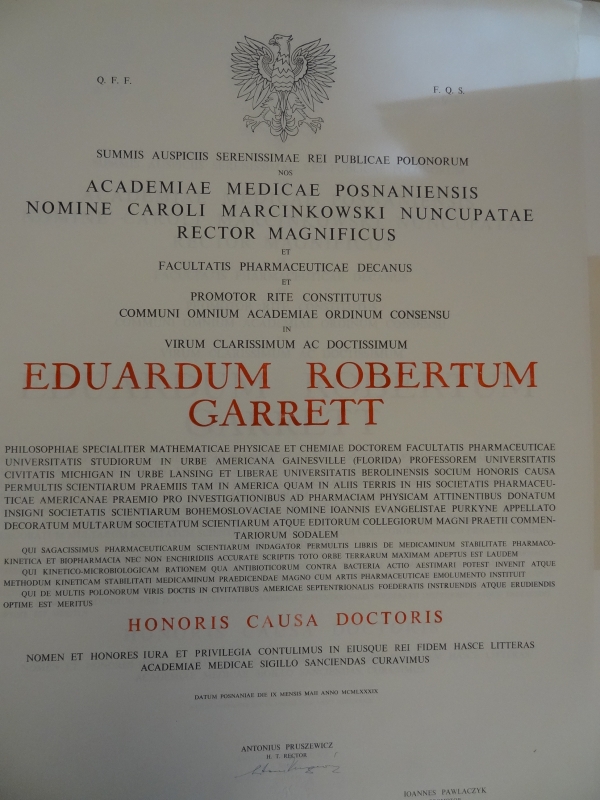 Q. F. F.
F. Q. S.
SUMMIS AUSPICIIS SERENISSIMAE REI PUBLICAE POLONORUM
NOS
ACADEMIAE MEDICAE POSNANIENSIS
NOMINE CAROLI MARCINKOWSKI NUNCUPATAE
RECTOR MAGNIFICUS
ET
FACULTATIS PHARMACEUTICAE DECANUS
ET
PROMOTOR RITE CONSTITUTUS
COMMUNI OMNIUM ACADEMIAE ORDINUM CONSENSU
IN
VIRUM CLARISSIMUM AC DOCTISSIMUM
EDUARDUM ROBERTUM
GARRETT
PHILOSOPHIAE SPECIALITER MATHEMATICAE PHYSICAE ET CHEMIAE DOCTOREM FACULTATIS PHARMACEUTICAE
UNIVERSITATIS STUDIORUM IN URBE AMERICANA GAINESVILLE (FLORIDA) PROFESSOREM UNIVERSITATIS
CIVITATIS MICHIGAN IN URBE LANSING ET LIBERAE UNIVERSITATIS BEROLINENSIS SOCIUM HONORIS CAUSA
PERMULTIS SCIENTIARUM PRAEMIIS TAM IN AMERICA QUAM IN ALIIS TERRIS IN HIS SOCIETATIS PHARMACEU-
TICAE AMERICANAE PRAEMIO PRO INVESTIGATIONIBUS AD PHARMACIAM PHYSICAM ATTINENTIBUS DONATUM
INSIGNI SOCIETATIS SCIENTIARUM BOHEMOSLOVACIAE NOMINE IOANNIS EVANGELISTAE PURKYNE APPELLATO
DECORATUM MULTARUM SOCIETATUM SCIENTIARUM ATQUE EDITORUM COLLEGIORUM MAGNI PRAETII COMMEN-
TARIORUM SODALEM
QUI SAGACISSIMUS PHARMACEUTICARUM SCIENTIARUM INDAGATOR PERMULTIS LIBRIS DE MEDICAMINUM STABILITATE PHARMACO-
KINETICA ET BIOPHARMACIA NEC NON ENCHIRIDIIS ACCURATE SCRIPTIS TOTO ORBE TERRARUM MAXIMAM ADEPTUS EST LAUDEM
QUI KINETICO-MICROBIOLOGICAM RATIONEM QUA ANTIBIOTICORUM CONTRA BACTERIA ACTIO AESTIMARI POTEST INVENIT ATQUE
METHODUM KINETICAM STABILITATI MEDICAMINUM PRAEDICENDAE MAGNO CUM ARTIS PHARMACEUTICAE EMOLUMENTO INSTITUIT
QUI DE MULTIS POLONORUM VIRIS DOCTIS IN CIVITATIBUS AMERICAE SEPTENTRIONALIS FOEDERATIS INSTRUENDIS ATQUE ERUDIENDIS
OPTIME EST MERITUS
HONORIS CAUSA DOCTORIS
NOMEN ET HONORES IURA ET PRIVILEGIA CONTULIMUS IN EIUSQUE REI FIDEM HASCE LITTERAS
ACADEMIAE MEDICAE SIGILLO SANCIENDAS CURAVIMUS
DATUM POSNANIAE DIE IX MENSIS MAII ANNO MCMLXXXIX
ANTONIUS PRUSZEWICZ
H. T. RECTOR
IOANNES PAWLACZYK